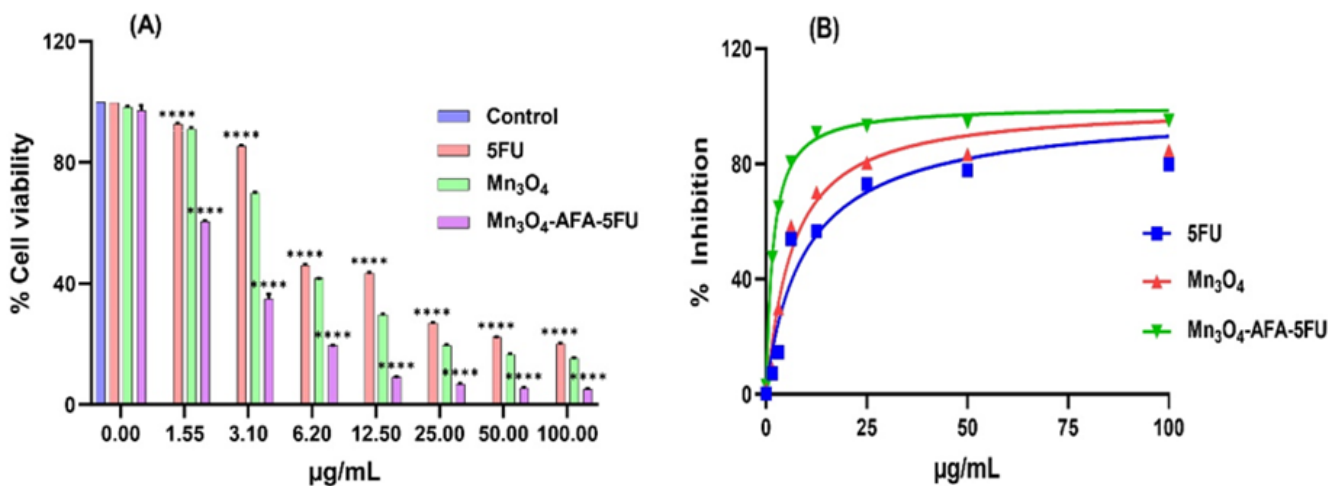 (A)
120
80
40
0
% Cell viability
****
****
****
****
****
****
****
****
****
****
****
****
****
****
Control
5FU
Mn₃O₄
Mn₃O₄-AFA-5FU
0.00 1.55 3.10 6.20 12.50 25.00 50.00 100.00
µg/mL
(B)
120
80
40
0
% Inhibition
5FU
Mn₃O₄
Mn₃O₄-AFA-5FU
0 25 50 75 100
µg/mL